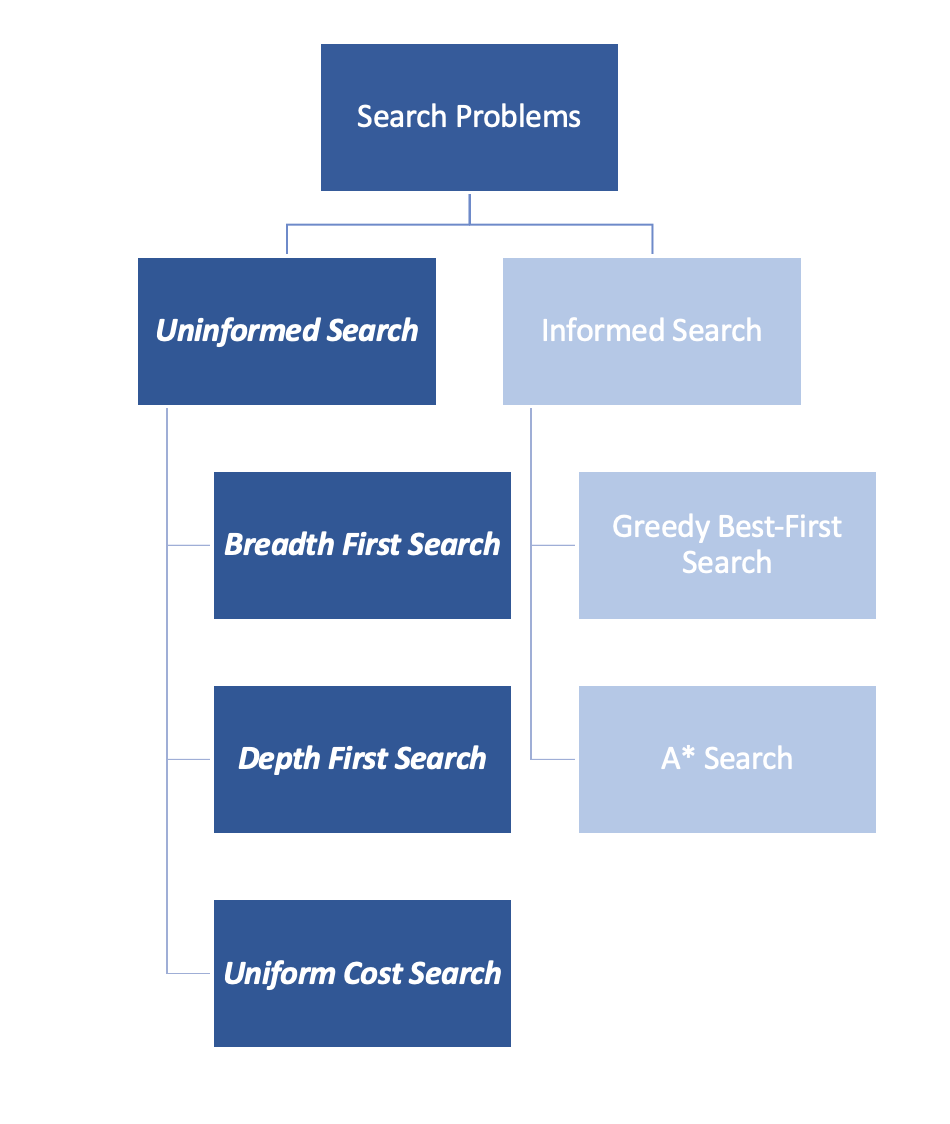 Search Problems
Uninformed Search
Informed Search
Breadth First Search
Greedy Best-First
Search
Depth First Search
A* Search
Uniform Cost Search